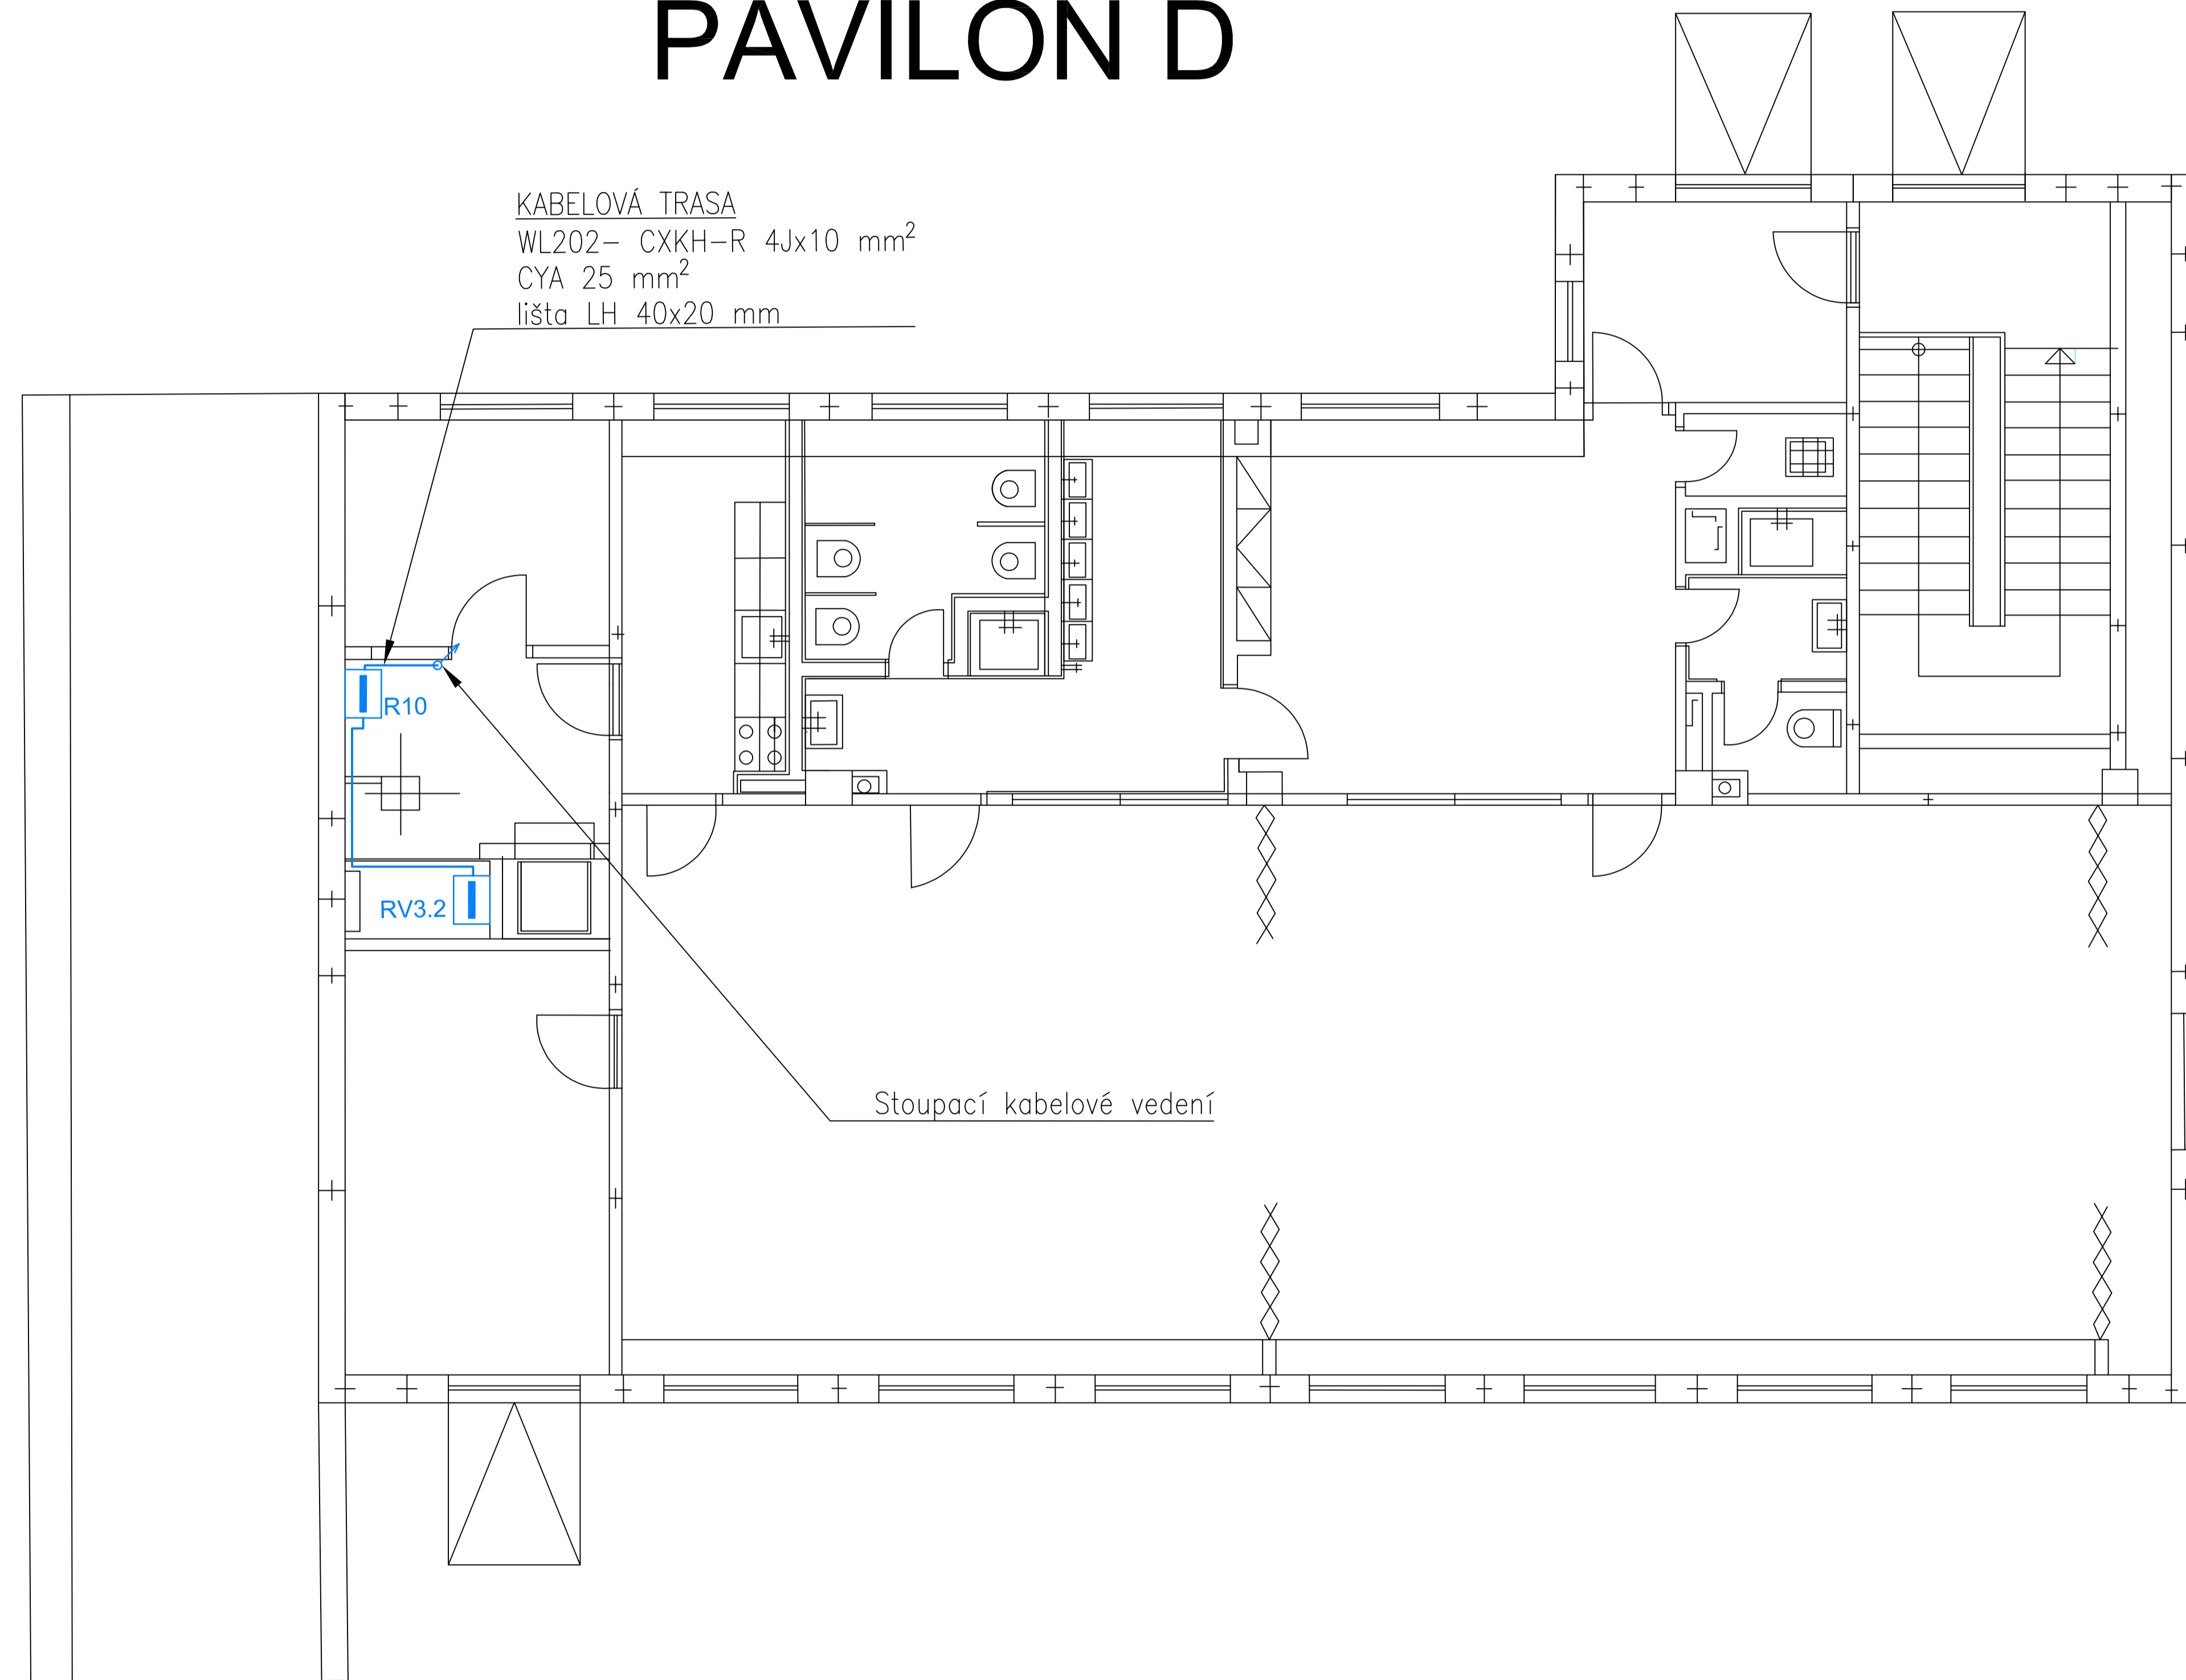 PAVILON D
KABELOVÁ TRASA
WL202- CXKH-R 4Jx10 mm²
CYA 25 mm²
lišta LH 40x20 mm
R10
RV3.2
Stoupací kabelové vedení